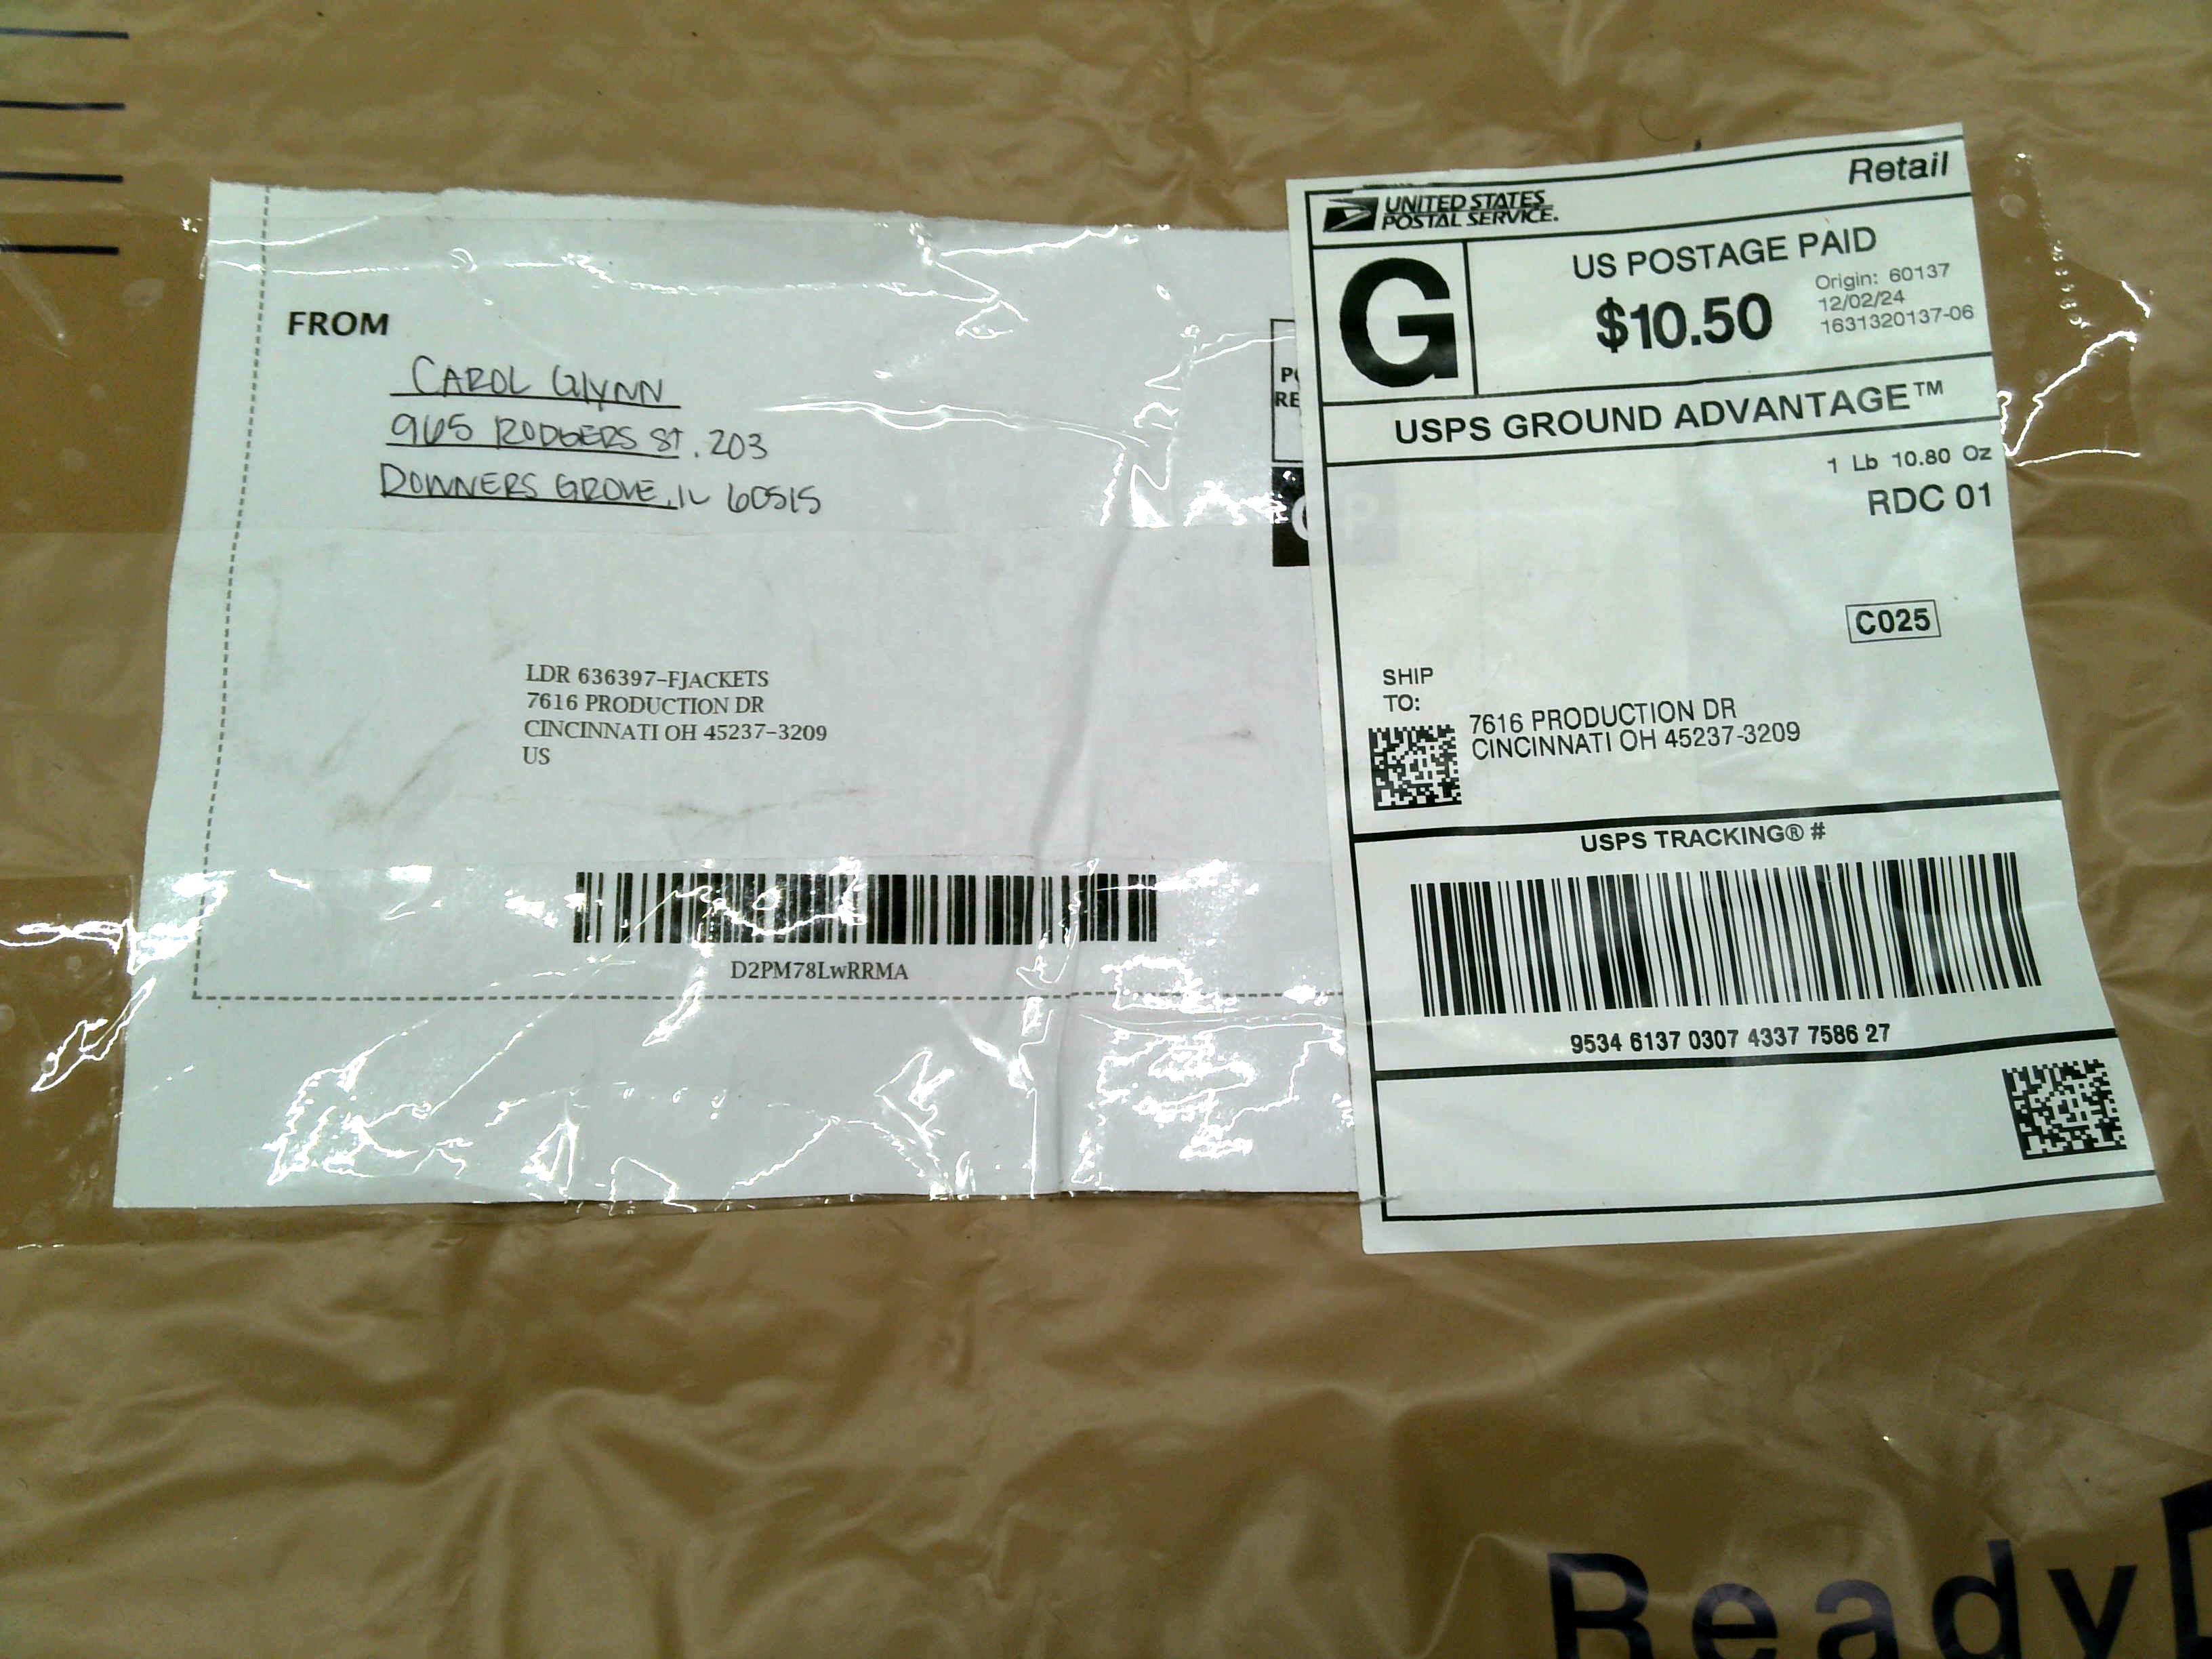 FROM
CAROL GLYNN
965 RODGERS ST. 203
DOWNERS GROVE, IL 60515
LDR 636397-FJACKETS
7616 PRODUCTION DR
CINCINNATI OH 45237-3209
US
D2PM78LwRRMA
Retail
UNITED STATES
POSTAL SERVICE.
G
US POSTAGE PAID
$10.50
Origin: 60137
12/02/24
1631320137-06
USPS GROUND ADVANTAGE™
1 Lb 10.80 Oz
RDC 01
C025
SHIP
TO:
7616 PRODUCTION DR
CINCINNATI OH 45237-3209
USPS TRACKING® #
9534 6137 0307 4337 7586 27
Ready